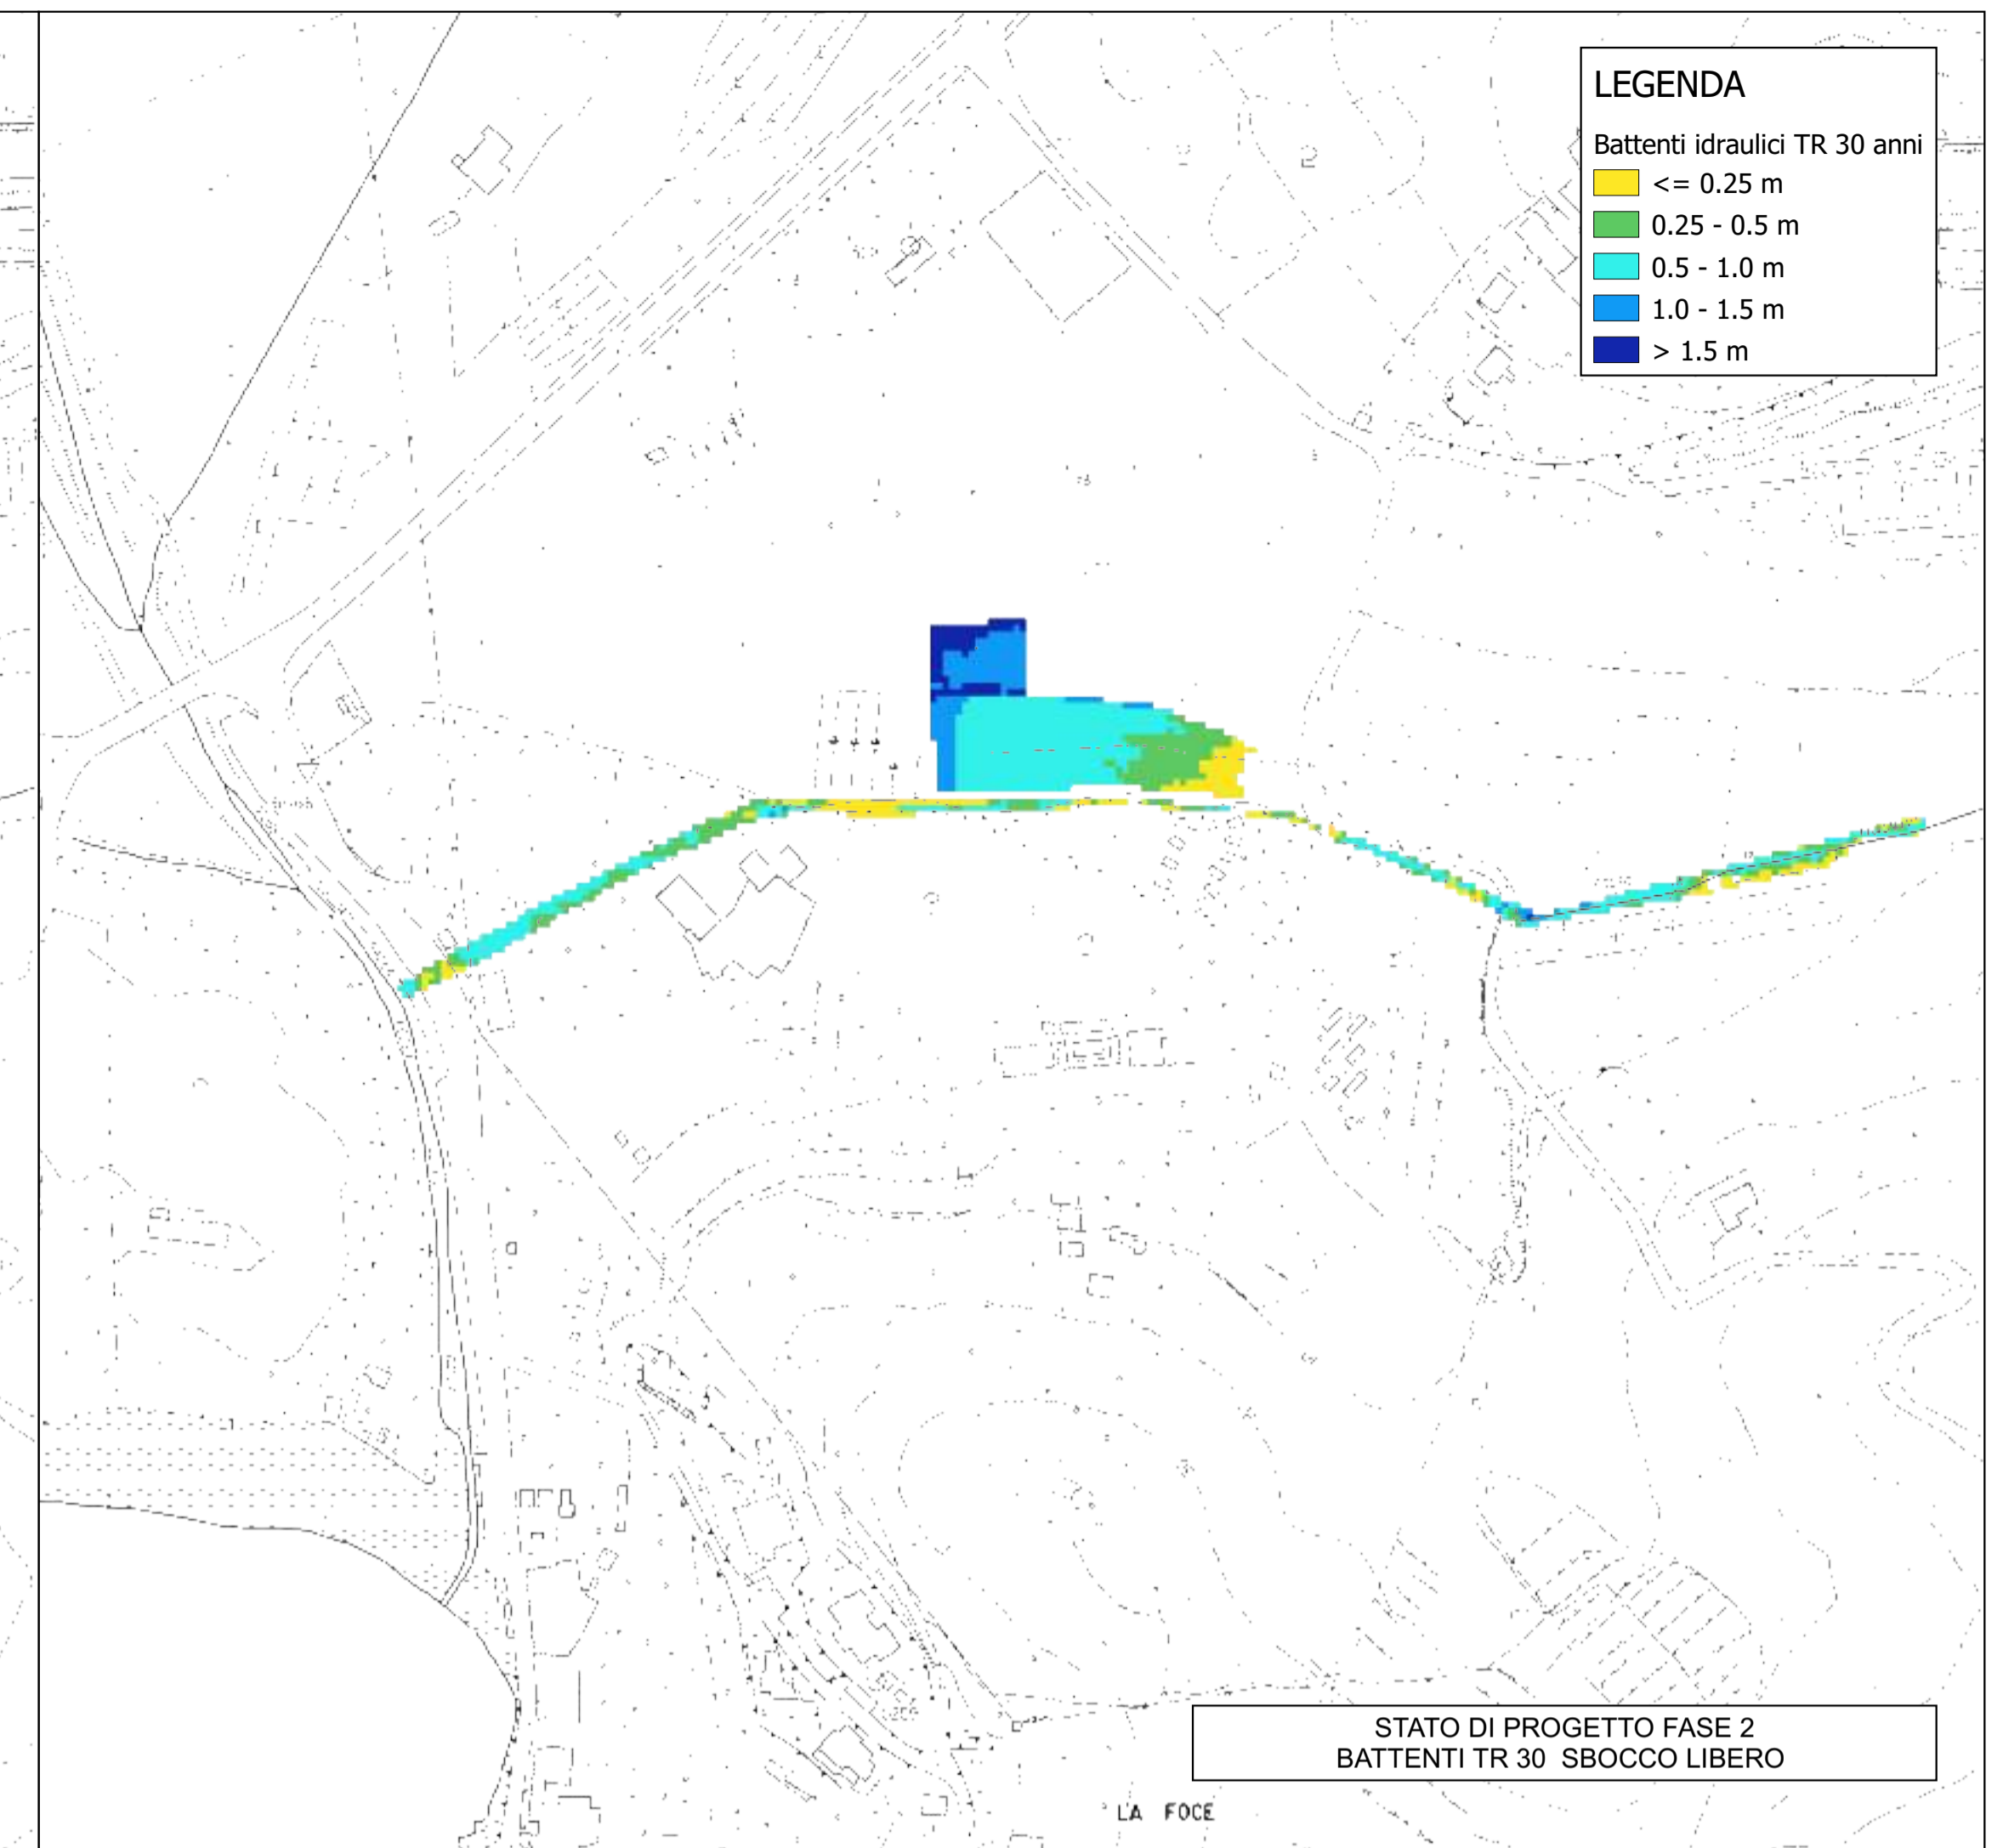 LEGENDA
Battenti idraulici TR 30 anni
<= 0.25 m
0.25 - 0.5 m
0.5 - 1.0 m
1.0 - 1.5 m
> 1.5 m
STATO DI PROGETTO FASE 2
BATTENTI TR 30 SBOCCO LIBERO
LA FOCE